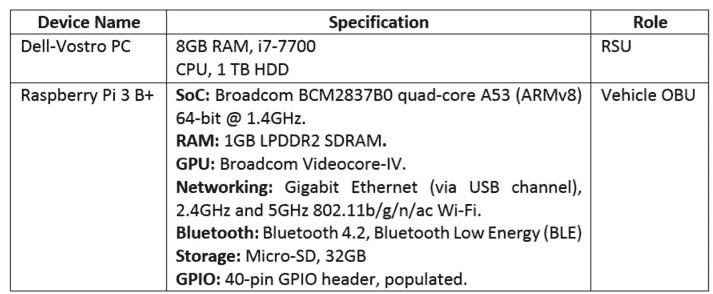 Device Name Specification Role
Dell-Vostro PC 8GB RAM, i7-7700 RSU
CPU, 1 TB HDD
Raspberry Pi 3 B+ SoC: Broadcom BCM2837B0 quad-core A53 (ARMv8) Vehicle OBU
64-bit @ 1.4GHz.
RAM: 1GB LPDDR2 SDRAM.
GPU: Broadcom Videocore-IV.
Networking: Gigabit Ethernet (via USB channel),
2.4GHz and 5GHz 802.11b/g/n/ac Wi-Fi.
Bluetooth: Bluetooth 4.2, Bluetooth Low Energy (BLE)
Storage: Micro-SD, 32GB
GPIO: 40-pin GPIO header, populated.